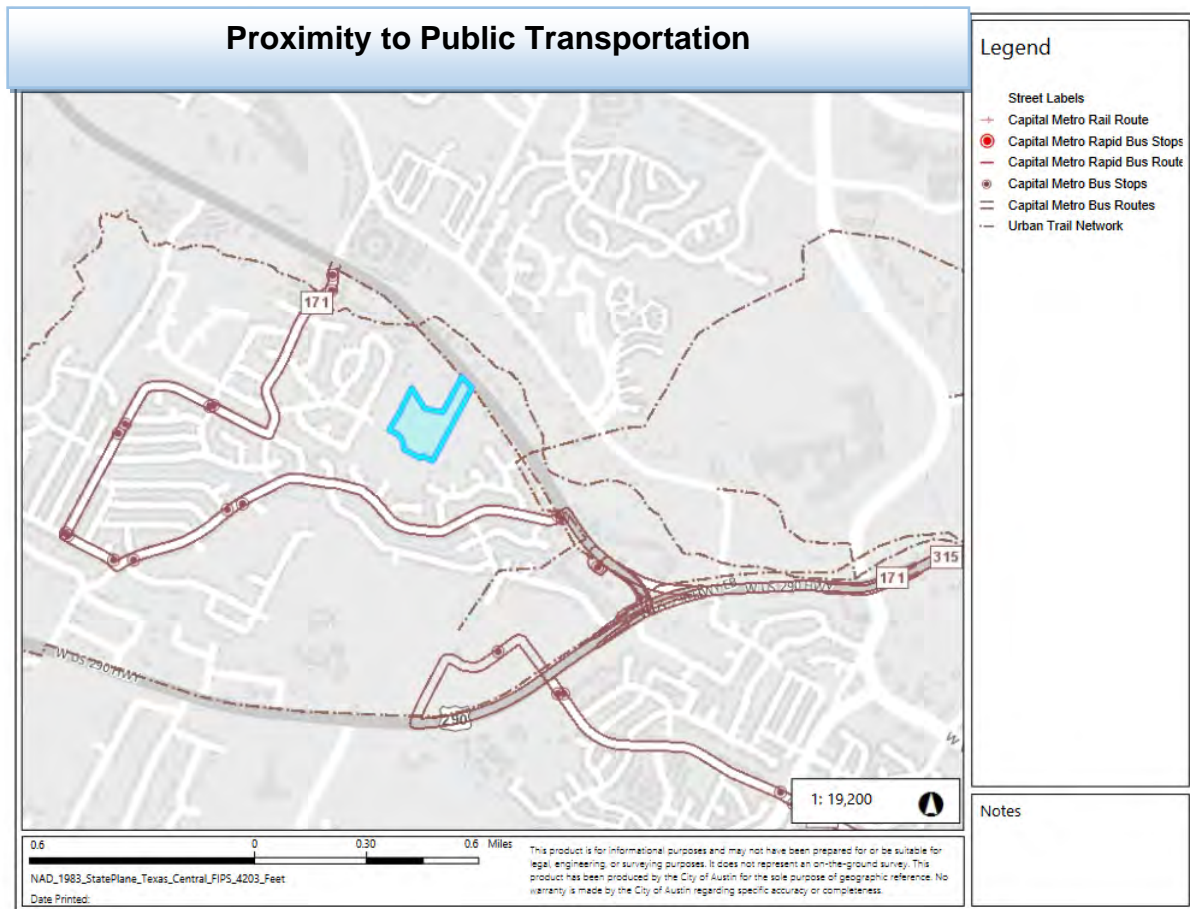 Proximity to Public Transportation
Legend
Street Labels
Capital Metro Rail Route
Capital Metro Rapid Bus Stops
Capital Metro Rapid Bus Route
Capital Metro Bus Stops
Capital Metro Bus Routes
Urban Trail Network
171
315
171
W US 290 HWY
W US 290 HWY
290
W
1: 19,200
Notes
0.6 0 0.30 0.6 Miles
NAD_1983_StatePlane_Texas_Central_FIPS_4203_Feet
Date Printed:
This product is for informational purposes and may not have been prepared for or be suitable for
legal, engineering, or surveying purposes. It does not represent an on-the-ground survey. This
product has been produced by the City of Austin for the sole purpose of geographic reference. No
warranty is made by the City of Austin regarding specific accuracy or completeness.